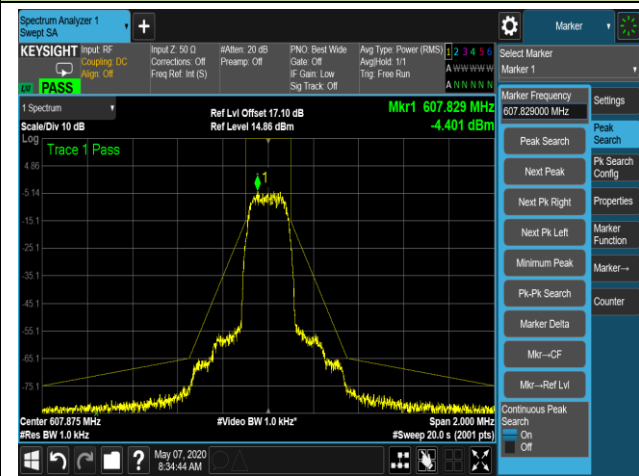 Spectrum Analyzer 1
Swept SA
Marker
KEYSIGHT
Input: RF
Coupling: DC
Align: Off
Input Z: 50 Ω
Corrections: Off
Freq Ref: Int (S)
#Atten: 20 dB
Preamp: Off
PNO: Best Wide
Gate: Off
IF Gain: Low
Sig Track: Off
Avg Type: Power (RMS)
Avg|Hold: 1/1
Trig: Free Run
1 2 3 4 5 6
A W W W W W
A N N N N N
PASS
Select Marker
Marker 1
1 Spectrum
Scale/Div 10 dB
Ref Lvl Offset 17.10 dB
Ref Level 14.86 dBm
Mkr1 607.829 MHz
-4.401 dBm
Log
Trace 1 Pass
1
4.86
-5.14
-15.1
-25.1
-35.1
-45.1
-55.1
-65.1
-75.1
Center 607.875 MHz
#Res BW 1.0 kHz
#Video BW 1.0 kHz*
Span 2.000 MHz
#Sweep 20.0 s (2001 pts)
Marker Frequency
607.829000 MHz
Peak Search
Next Peak
Next Pk Right
Next Pk Left
Minimum Peak
Pk-Pk Search
Marker Delta
Mkr→CF
Mkr→Ref Lvl
Continuous Peak
Search
On
Off
Settings
Peak
Search
Pk Search
Config
Properties
Marker
Function
Marker→
Counter
May 07, 2020
8:34:44 AM